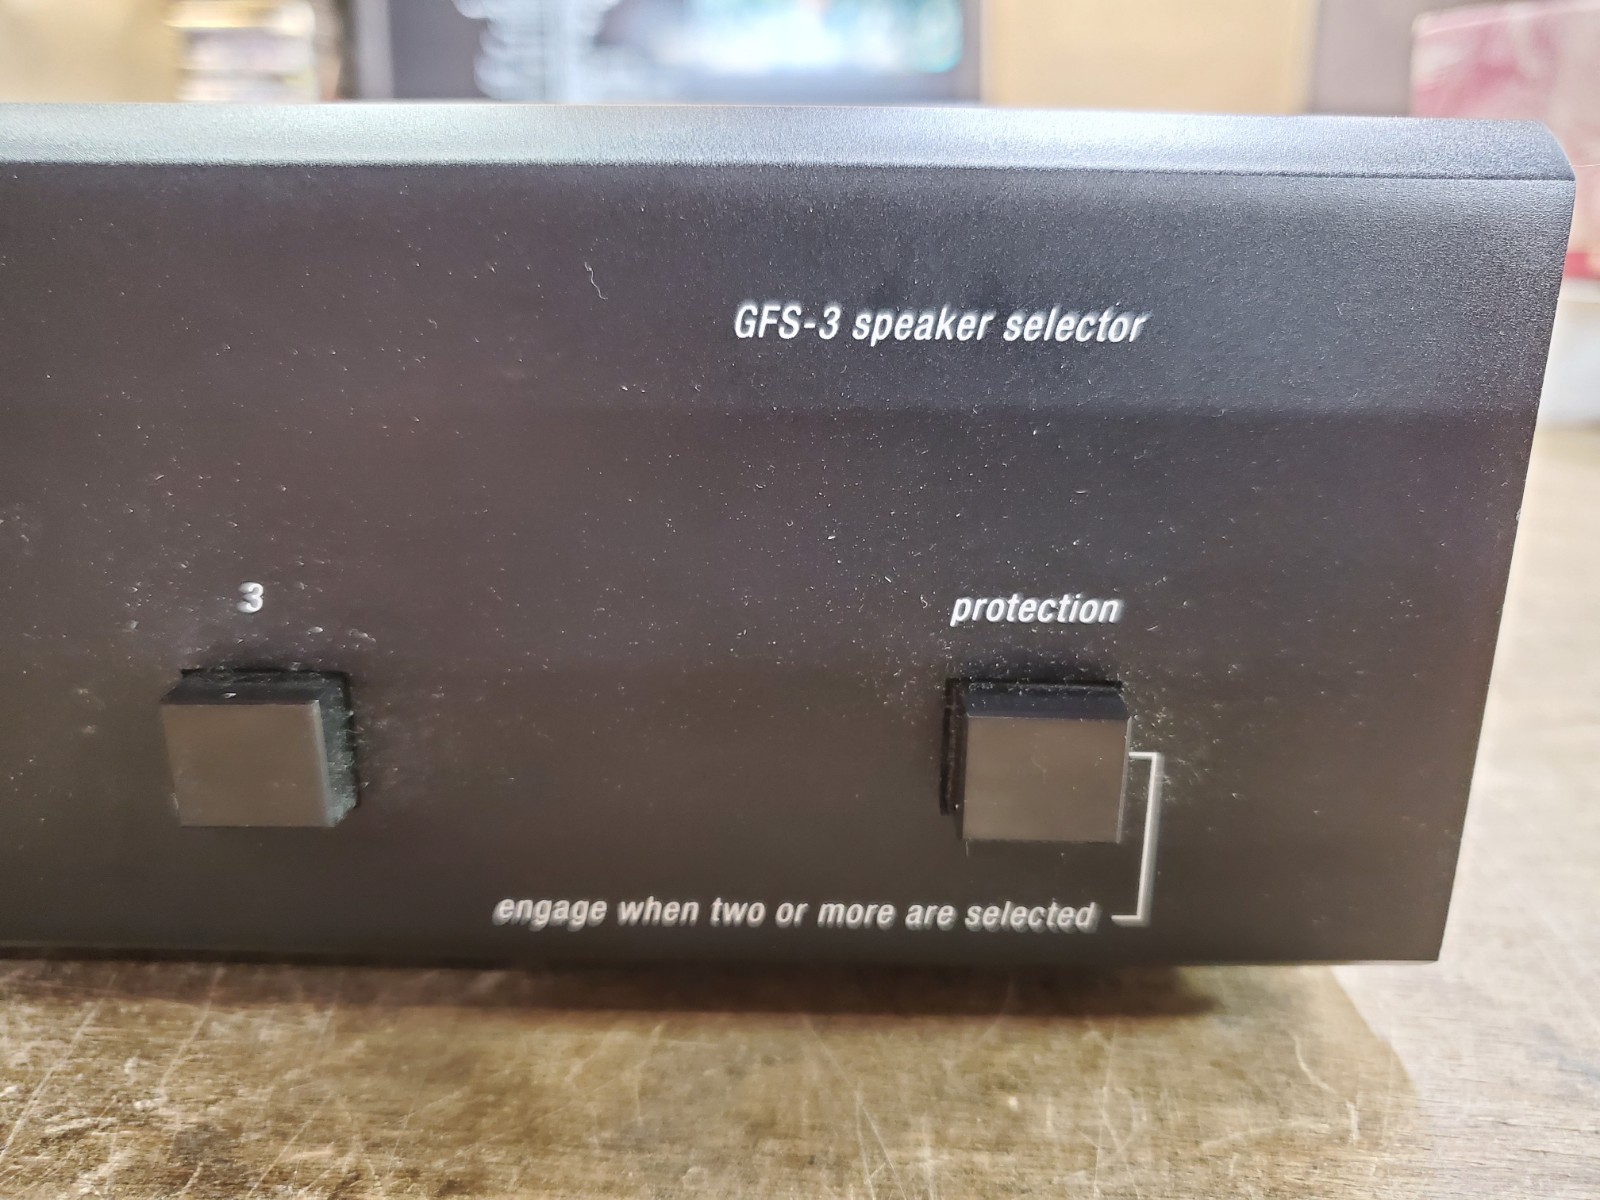 GFS-3 speaker selector
3
protection
engage when two or more are selected